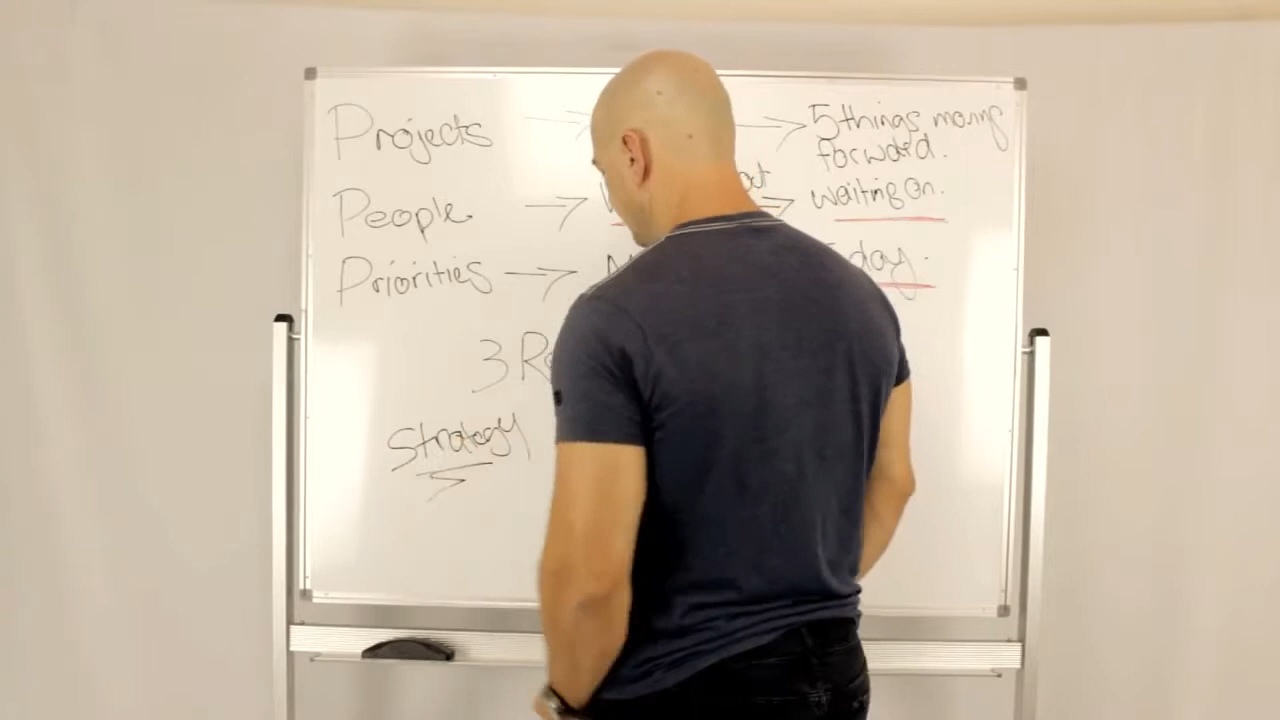 Projects → → 5 things moving
forward.
People → → waiting on.
Priorities → day.
3
Strategy